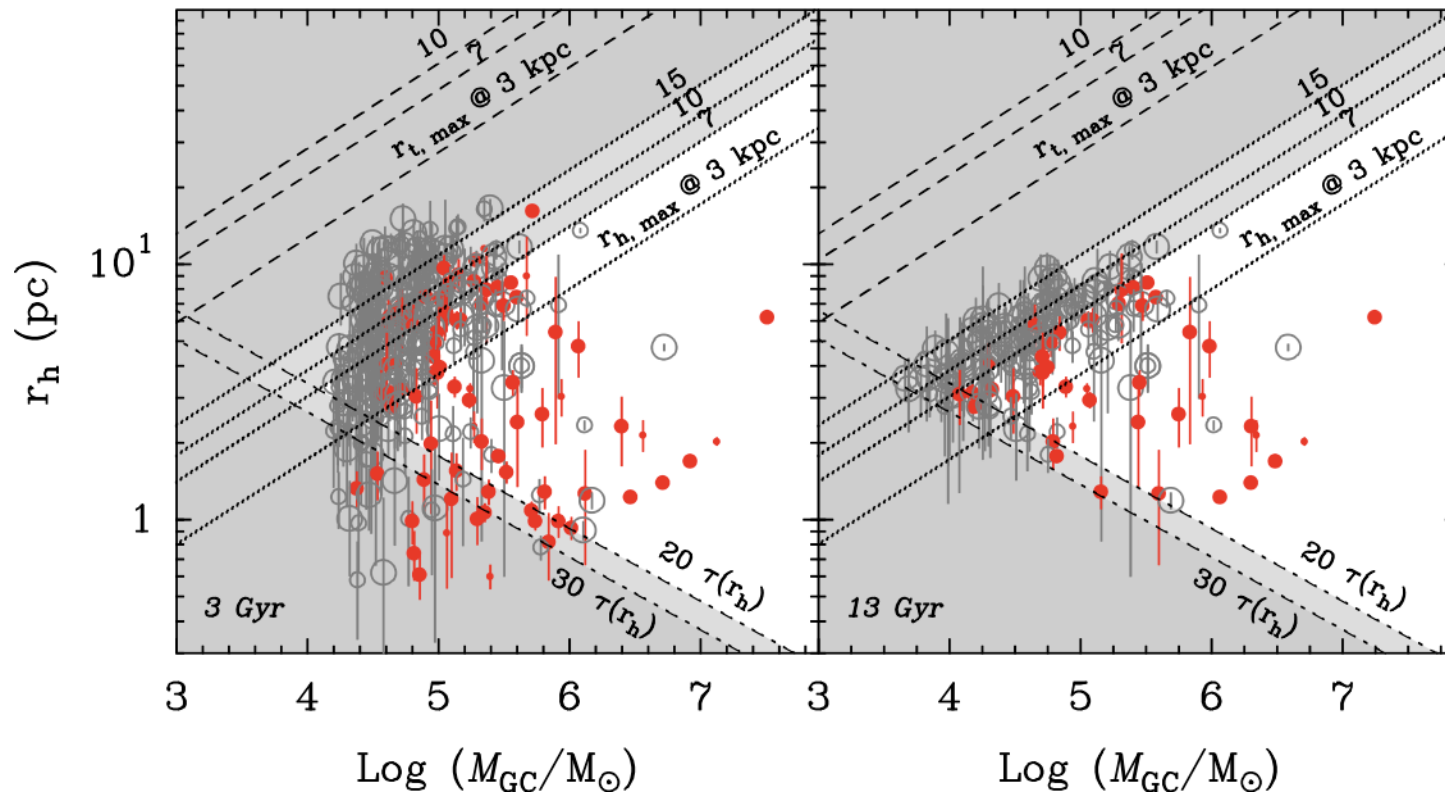 10
7
r_t, max @ 3 kpc
15
10
7
r_h, max @ 3 kpc
20 τ(r_h)
30 τ(r_h)
3 Gyr
10
7
r_t, max @ 3 kpc
15
10
7
r_h, max @ 3 kpc
20 τ(r_h)
30 τ(r_h)
13 Gyr
r_h (pc)
10^1
1
3 4 5 6 7
3 4 5 6 7
Log (M_GC/M_⊙)
Log (M_GC/M_⊙)